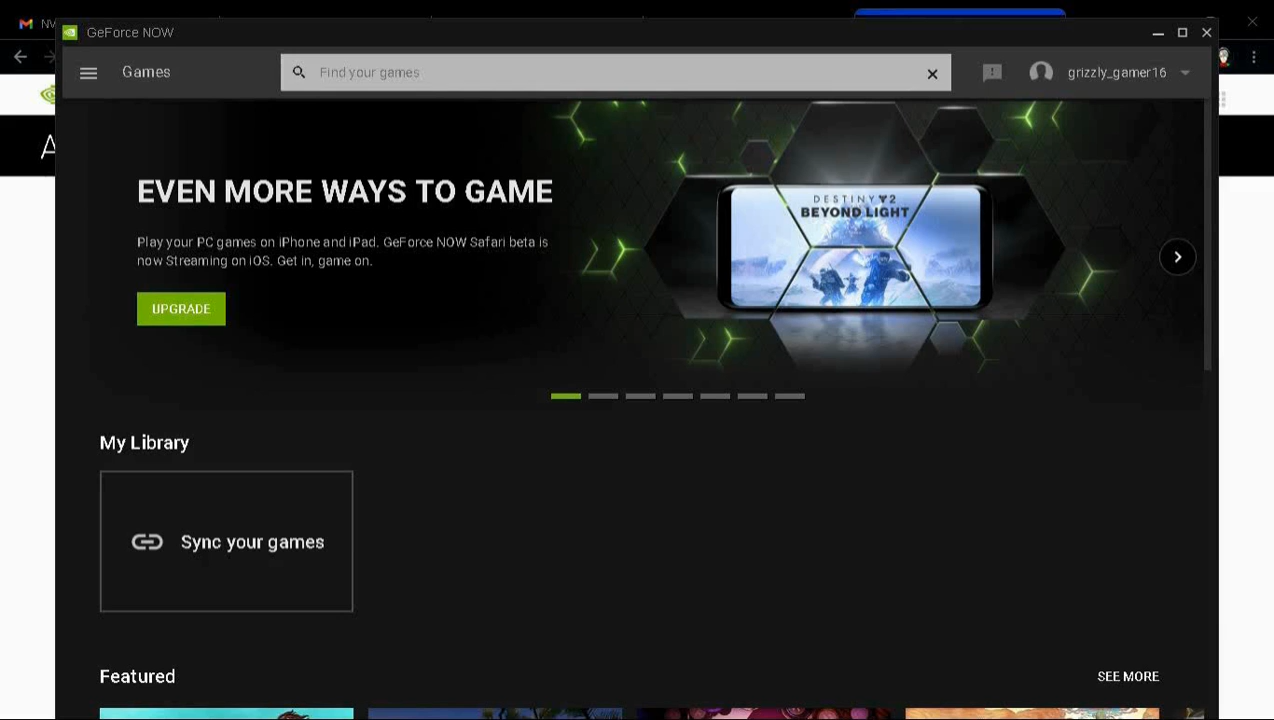 NV
GeForce NOW
Games
Find your games
grizzly_gamer16
A
EVEN MORE WAYS TO GAME
Play your PC games on iPhone and iPad. GeForce NOW Safari beta is
now Streaming on iOS. Get in, game on.
UPGRADE
DESTINY 2
BEYOND LIGHT
My Library
Sync your games
Featured
SEE MORE